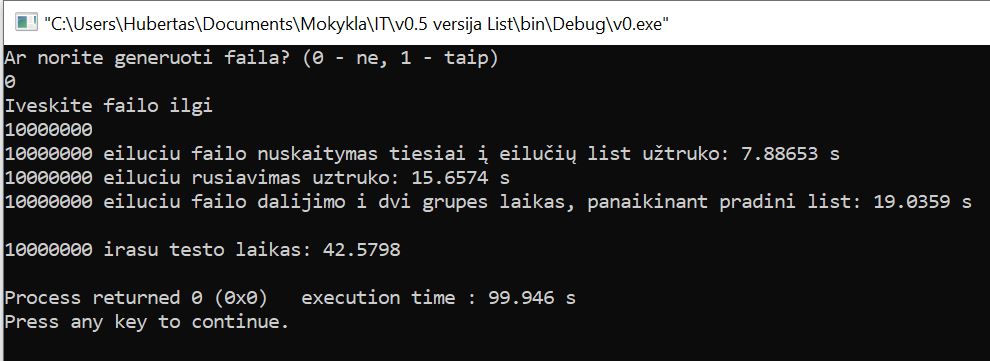 "C:\Users\Hubertas\Documents\Mokykla\IT\v0.5 versija List\bin\Debug\v0.exe"
Ar norite generuoti faila? (0 - ne, 1 - taip)
0
Iveskite failo ilgi
10000000
10000000 eiluciu failo nuskaitymas tiesiai į eilučių list užtruko: 7.88653 s
10000000 eiluciu rusiavimas uztruko: 15.6574 s
10000000 eiluciu failo dalijimo i dvi grupes laikas, panaikinant pradini list: 19.0359 s
10000000 irasu testo laikas: 42.5798
Process returned 0 (0x0)   execution time : 99.946 s
Press any key to continue.